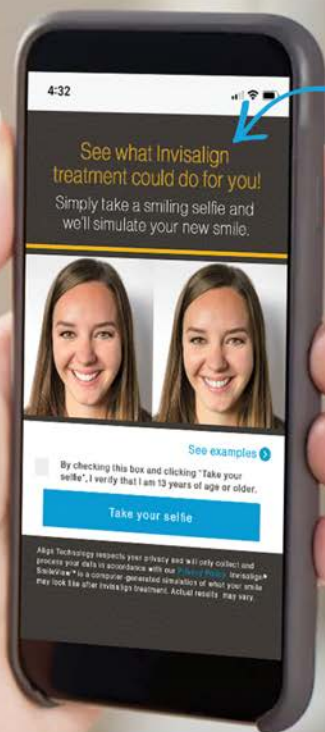 4:32
See what Invisalign
treatment could do for you!
Simply take a smiling selfie and
we'll simulate your new smile.
See examples
By checking this box and clicking "Take your
selfie", I verify that I am 13 years of age or older.
Take your selfie
Align Technology respects your privacy and will only collect and
process your data in accordance with our Privacy Policy. Invisalign®
SmileView™ is a computer-generated simulation of what your smile
may look like after Invisalign treatment. Actual results may vary.